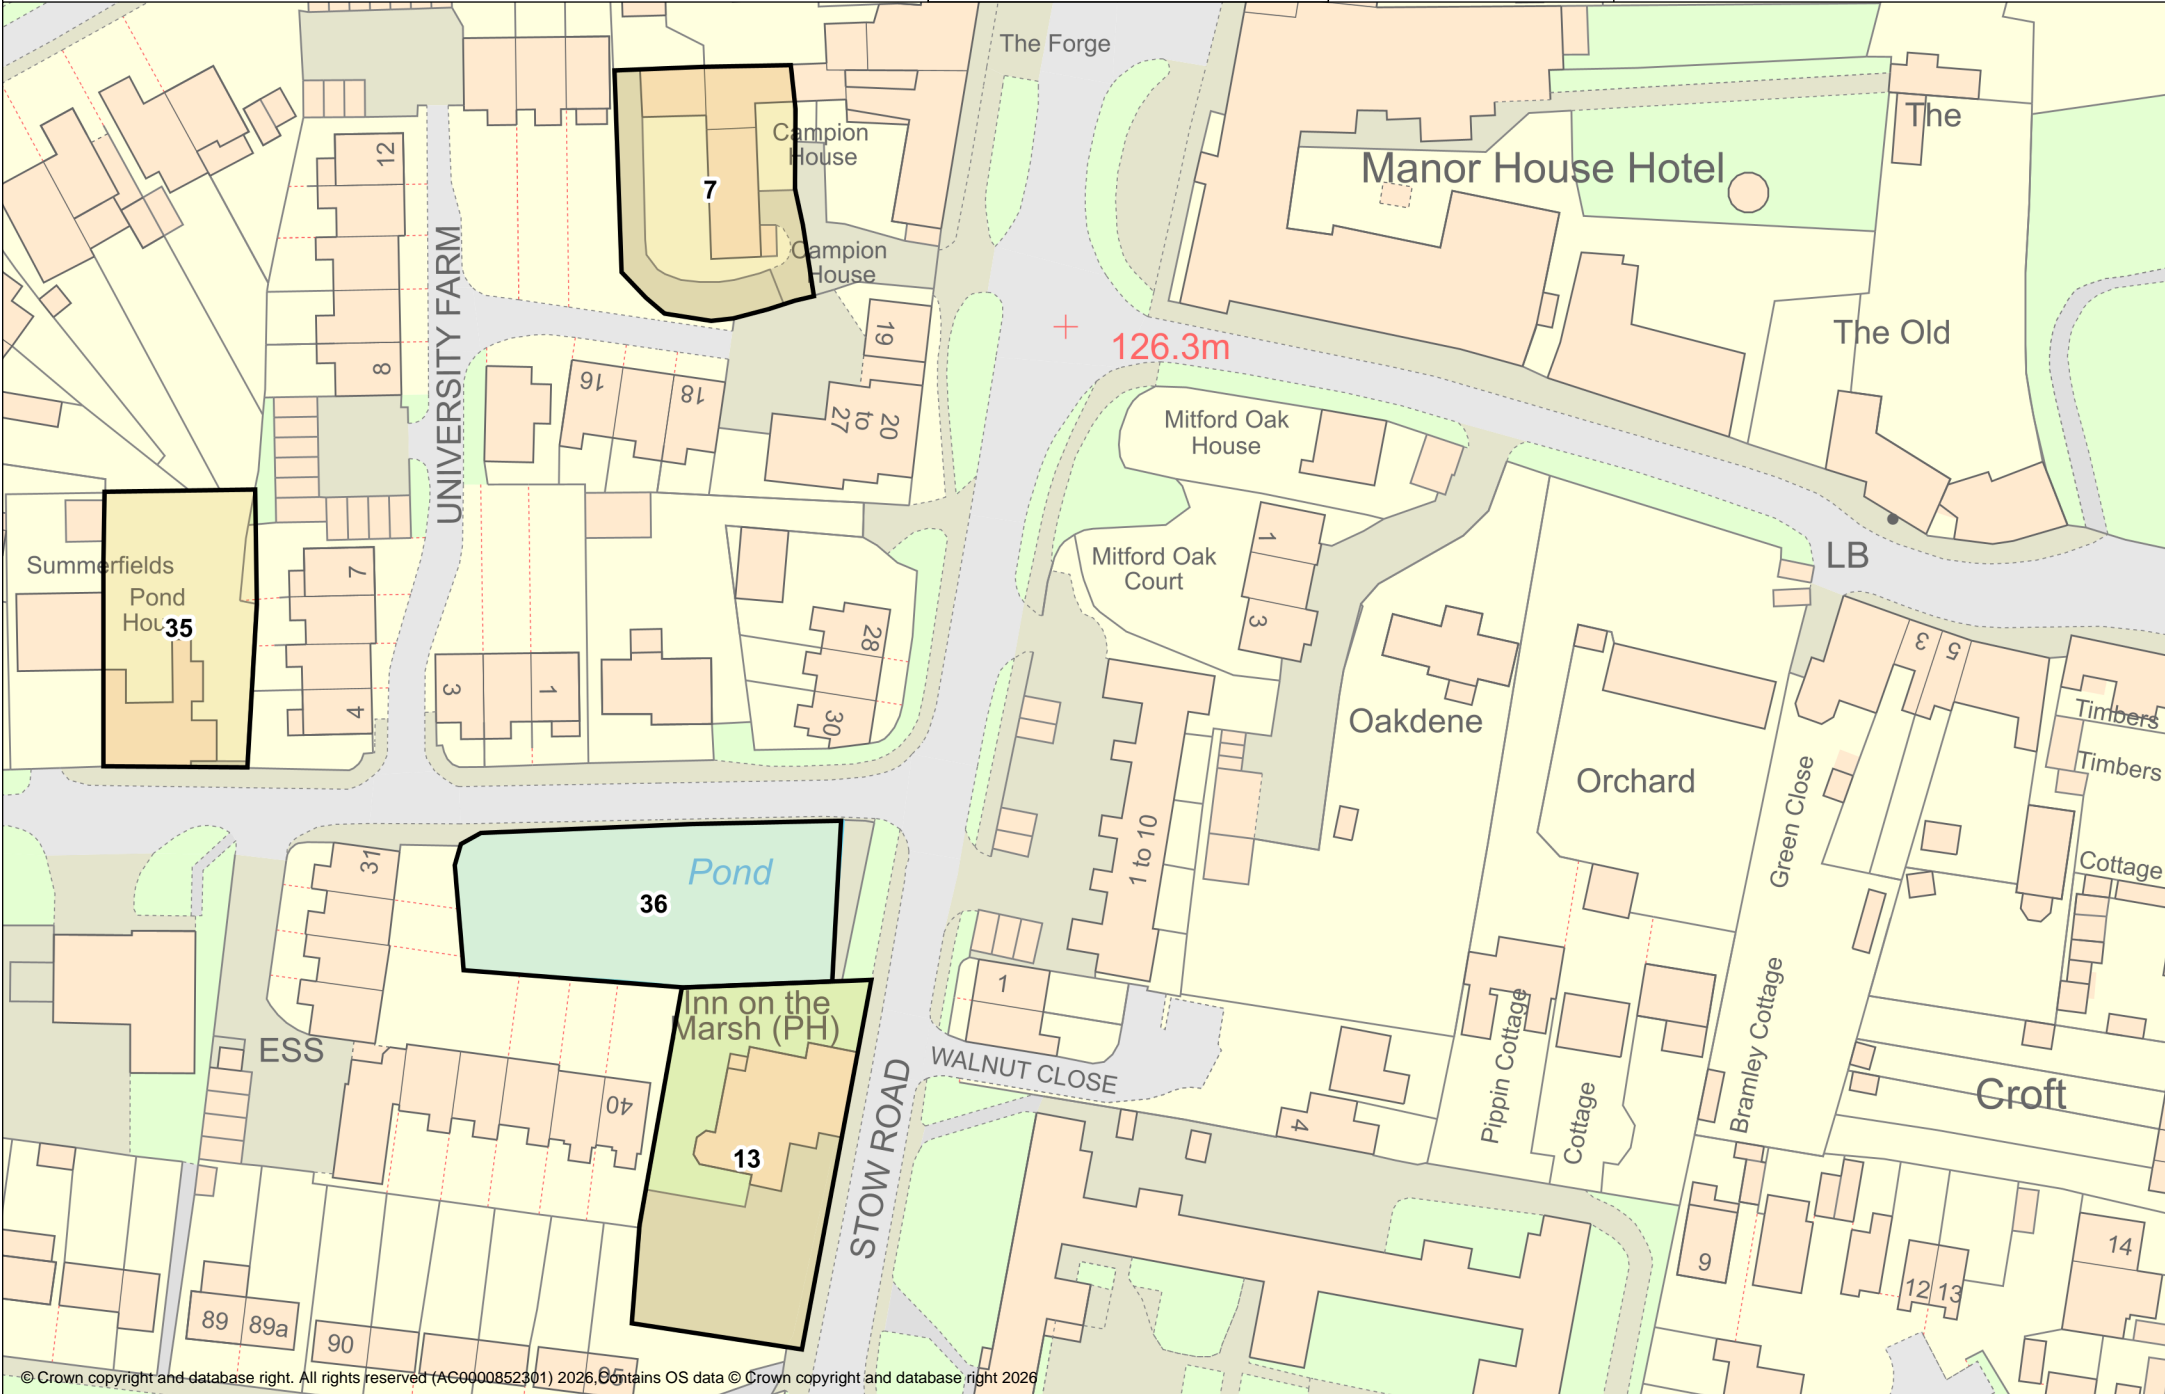 The Forge
The
Campion
House
Manor House Hotel
12
7
Campion
House
UNIVERSITY FARM
19
126.3m
The Old
8
16
18
20
to
27
Mitford Oak
House
LB
Mitford Oak
Court
1
Summerfields
Pond
House
35
7
28
3
3
5
4
3
1
30
Oakdene
Timbers
Timbers
Orchard
Green Close
31
Pond
36
1 to 10
Cottage
1
Inn on the
Marsh (PH)
ESS
WALNUT CLOSE
Pippin Cottage
Bramley Cottage
Croft
40
4
Cottage
13
STOW ROAD
9
14
12
13
89
89a
90
95
© Crown copyright and database right. All rights reserved (AC0000852301) 2026,Contains OS data © Crown copyright and database right 2026